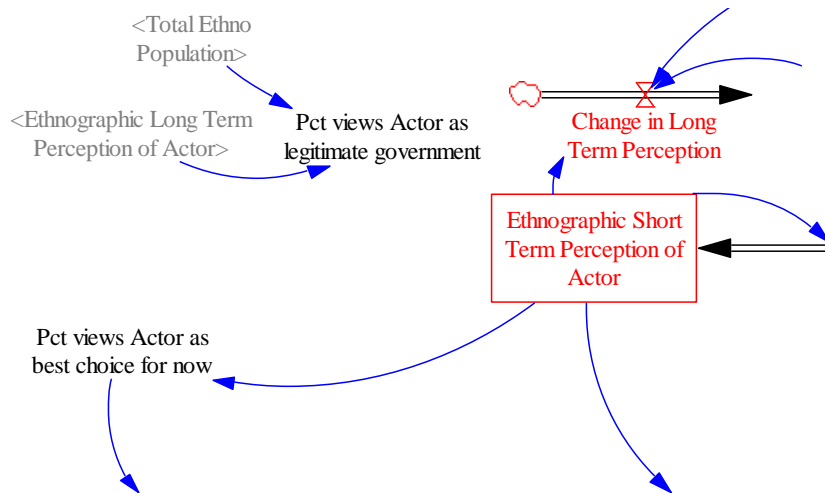 <Total Ethno
Population>
<Ethnographic Long Term
Perception of Actor>
Pct views Actor as
legitimate government
Change in Long
Term Perception
Ethnographic Short
Term Perception of
Actor
Pct views Actor as
best choice for now